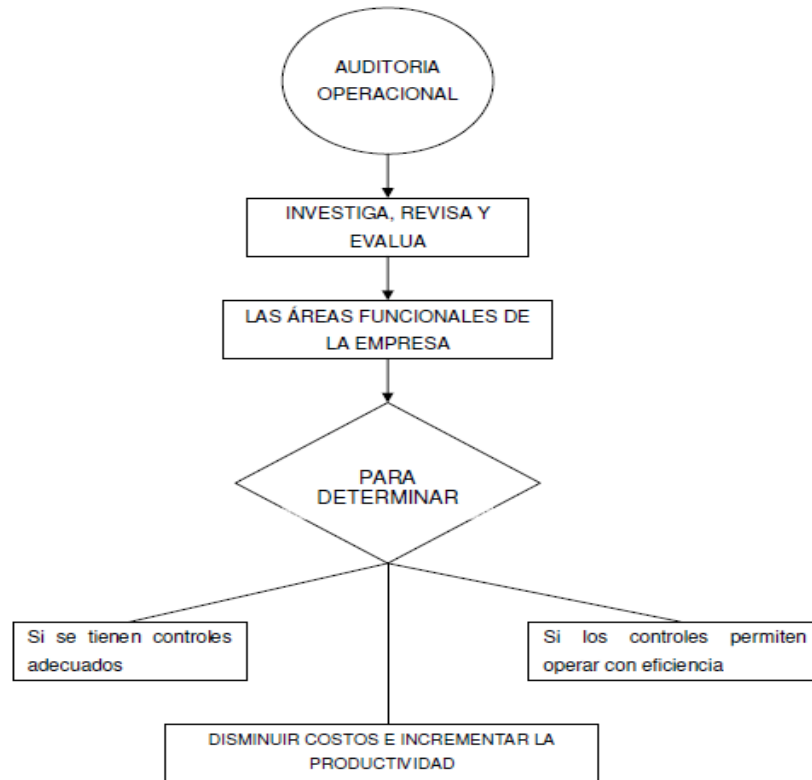 AUDITORIA
OPERACIONAL
INVESTIGA, REVISA Y
EVALUA
LAS ÁREAS FUNCIONALES DE
LA EMPRESA
PARA
DETERMINAR
Si se tienen controles
adecuados
Si los controles permiten
operar con eficiencia
DISMINUIR COSTOS E INCREMENTAR LA
PRODUCTIVIDAD